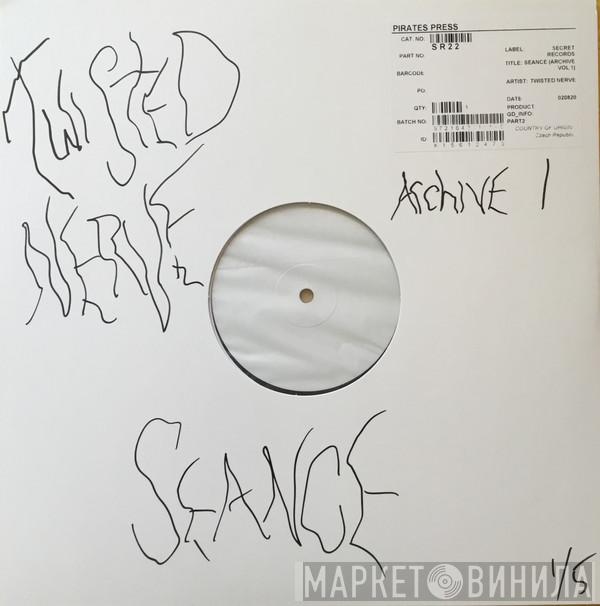 TWISTED
NERVE
PIRATES PRESS
CAT. NO:
SR22
PART NO:
BARCODE:
PO:
QTY: 1
BATCH NO:
ID:
LABEL: SECRET RECORDS
TITLE: SEANCE (ARCHIVE VOL 1)
ARTIST: TWISTED NERVE
DATE: 020820
PRODUCT
GD_INFO:
PART2
COUNTRY OF ORIGIN
Czech Republic
ARCHIVE 1
SEANCE
1/5
МАРКЕТ ВИНИЛА